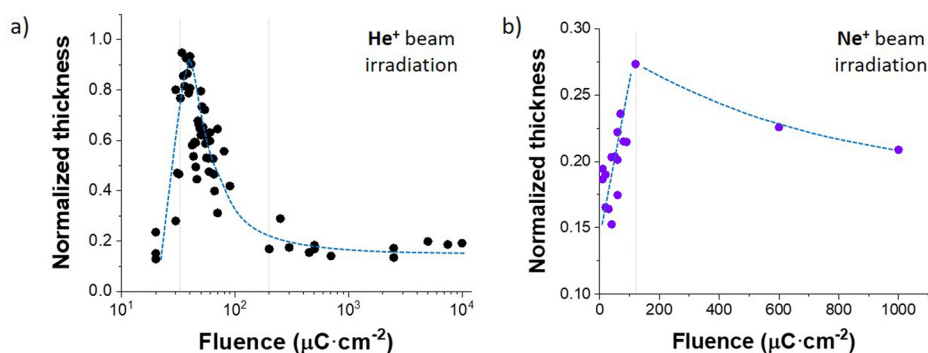 a)
He⁺ beam
irradiation
Normalized thickness
1.0
0.8
0.6
0.4
0.2
0.0
10¹ 10² 10³ 10⁴
Fluence (μC·cm⁻²)
b)
Ne⁺ beam
irradiation
Normalized thickness
0.30
0.25
0.20
0.15
0.10
0 200 400 600 800 1000
Fluence (μC·cm⁻²)